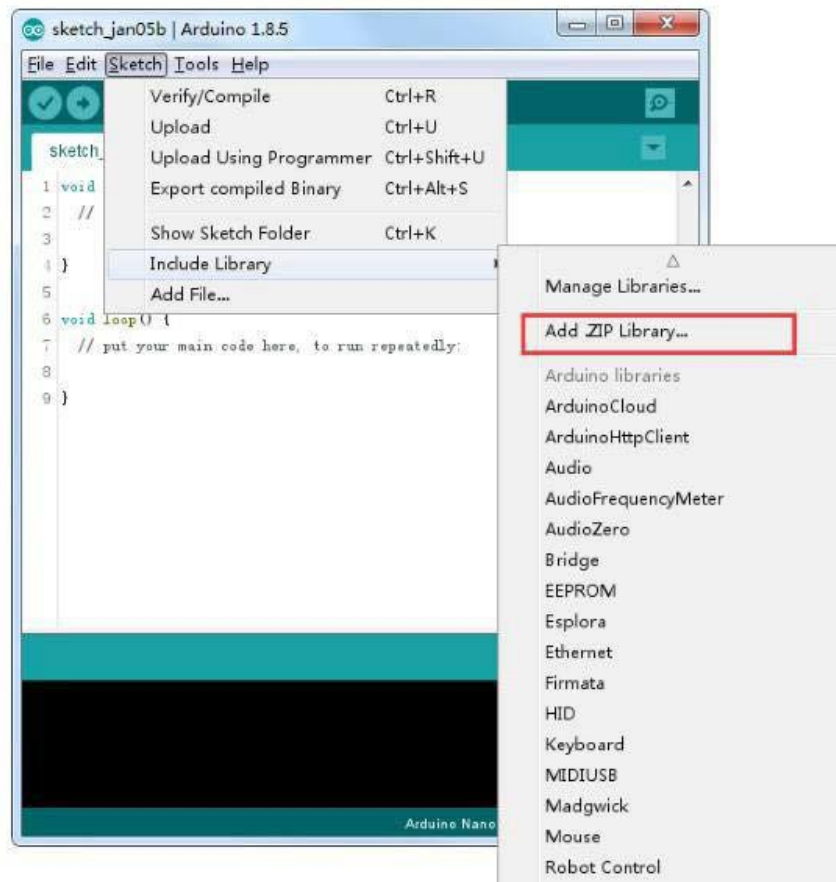 sketch_jan05b | Arduino 1.8.5
File Edit Sketch Tools Help
Verify/Compile Ctrl+R
Upload Ctrl+U
Upload Using Programmer Ctrl+Shift+U
Export compiled Binary Ctrl+Alt+S
Show Sketch Folder Ctrl+K
Include Library
Add File...
sketch_
1 void
2 //
3
4 }
5
6 void loop() {
7 // put your main code here, to run repeatedly:
8
9 }
Manage Libraries...
Add .ZIP Library...
Arduino libraries
ArduinoCloud
ArduinoHttpClient
Audio
AudioFrequencyMeter
AudioZero
Bridge
EEPROM
Esplora
Ethernet
Firmata
HID
Keyboard
MIDIUSB
Madgwick
Mouse
Robot Control
Arduino Nano